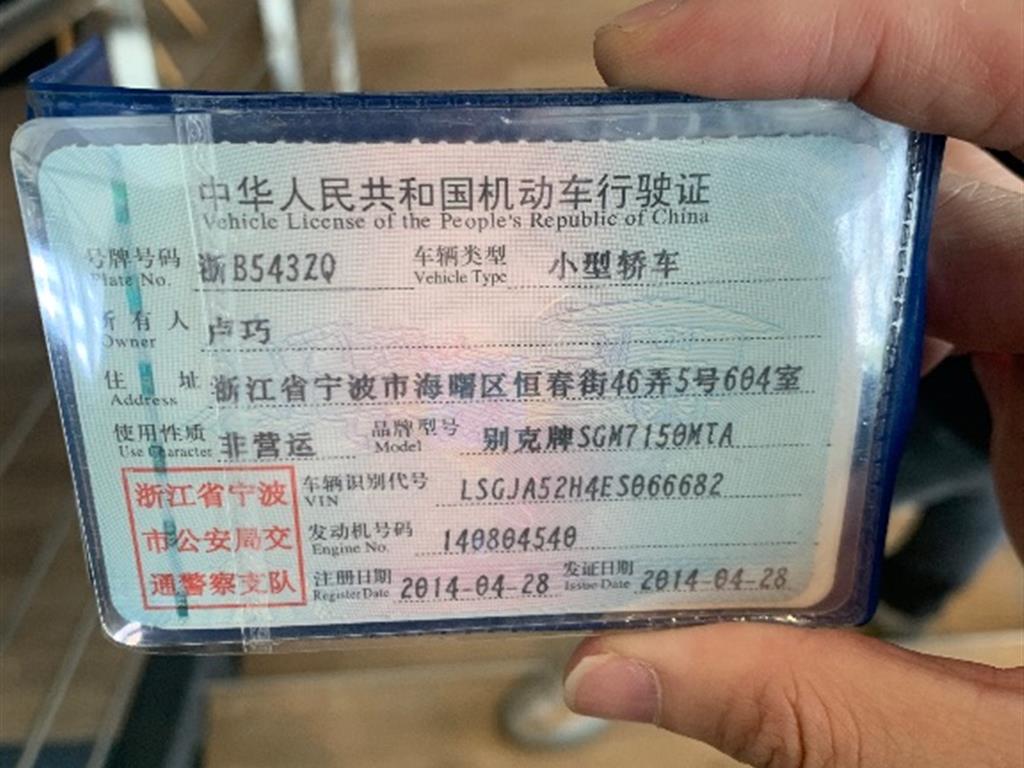 中华人民共和国机动车行驶证
Vehicle License of the People's Republic of China
号牌号码 浙B5432Q 车辆类型 小型轿车
Plate No. Vehicle Type
所有人 卢巧
Owner
住址 浙江省宁波市海曙区恒春街46弄5号604室
Address
使用性质 非营运 品牌型号 别克牌SGM7150MTA
Use Character Model
浙江省宁波
市公安局交
通警察支队
车辆识别代号 LSGJA52H4ES066682
VIN
发动机号码 140804540
Engine No.
注册日期 2014-04-28 发证日期 2014-04-28
Register Date Issue Date